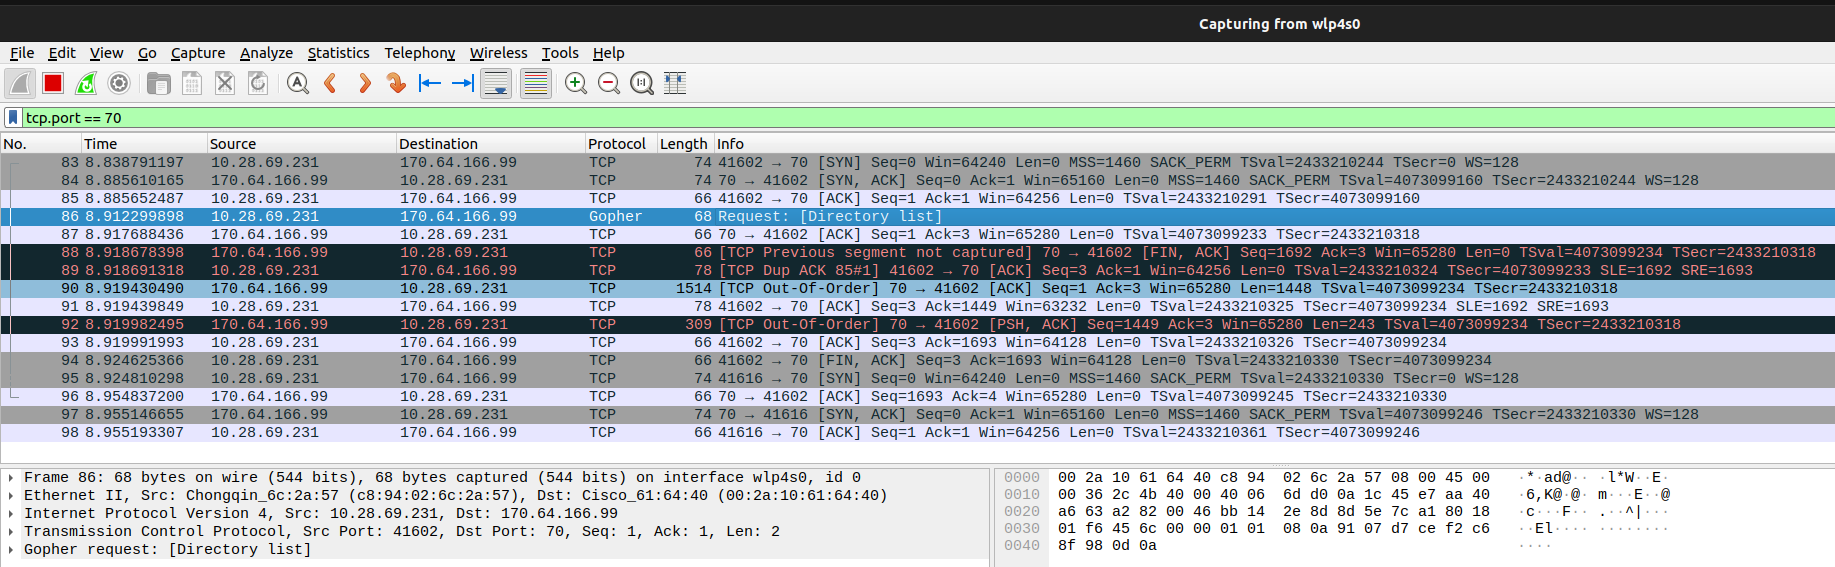 Capturing from wlp4s0
File Edit View Go Capture Analyze Statistics Telephony Wireless Tools Help
tcp.port == 70
No. Time Source Destination Protocol Length Info
83 8.838791197 10.28.69.231 170.64.166.99 TCP 74 41602 → 70 [SYN] Seq=0 Win=64240 Len=0 MSS=1460 SACK_PERM TSval=2433210244 TSecr=0 WS=128
84 8.885610165 170.64.166.99 10.28.69.231 TCP 74 70 → 41602 [SYN, ACK] Seq=0 Ack=1 Win=65160 Len=0 MSS=1460 SACK_PERM TSval=4073099160 TSecr=2433210244 WS=128
85 8.885652487 10.28.69.231 170.64.166.99 TCP 66 41602 → 70 [ACK] Seq=1 Ack=1 Win=64256 Len=0 TSval=2433210291 TSecr=4073099160
86 8.912299898 10.28.69.231 170.64.166.99 Gopher 68 Request: [Directory list]
87 8.917688436 170.64.166.99 10.28.69.231 TCP 66 70 → 41602 [ACK] Seq=1 Ack=3 Win=65280 Len=0 TSval=4073099233 TSecr=2433210318
88 8.918678398 170.64.166.99 10.28.69.231 TCP 66 [TCP Previous segment not captured] 70 → 41602 [FIN, ACK] Seq=1692 Ack=3 Win=65280 Len=0 TSval=4073099234 TSecr=2433210318
89 8.918691318 10.28.69.231 170.64.166.99 TCP 78 [TCP Dup ACK 85#1] 41602 → 70 [ACK] Seq=3 Ack=1 Win=64256 Len=0 TSval=2433210324 TSecr=4073099233 SLE=1692 SRE=1693
90 8.919430490 170.64.166.99 10.28.69.231 TCP 1514 [TCP Out-Of-Order] 70 → 41602 [ACK] Seq=1 Ack=3 Win=65280 Len=1448 TSval=4073099234 TSecr=2433210318
91 8.919439849 10.28.69.231 170.64.166.99 TCP 78 41602 → 70 [ACK] Seq=3 Ack=1449 Win=63232 Len=0 TSval=2433210325 TSecr=4073099234 SLE=1692 SRE=1693
92 8.919982495 170.64.166.99 10.28.69.231 TCP 309 [TCP Out-Of-Order] 70 → 41602 [PSH, ACK] Seq=1449 Ack=3 Win=65280 Len=243 TSval=4073099234 TSecr=2433210318
93 8.919991993 10.28.69.231 170.64.166.99 TCP 66 41602 → 70 [ACK] Seq=3 Ack=1693 Win=64128 Len=0 TSval=2433210326 TSecr=4073099234
94 8.924625366 10.28.69.231 170.64.166.99 TCP 66 41602 → 70 [FIN, ACK] Seq=3 Ack=1693 Win=64128 Len=0 TSval=2433210330 TSecr=4073099234
95 8.924810298 10.28.69.231 170.64.166.99 TCP 74 41616 → 70 [SYN] Seq=0 Win=64240 Len=0 MSS=1460 SACK_PERM TSval=2433210330 TSecr=0 WS=128
96 8.954837200 170.64.166.99 10.28.69.231 TCP 66 70 → 41602 [ACK] Seq=1693 Ack=4 Win=65280 Len=0 TSval=4073099245 TSecr=2433210330
97 8.955146655 170.64.166.99 10.28.69.231 TCP 74 70 → 41616 [SYN, ACK] Seq=0 Ack=1 Win=65160 Len=0 MSS=1460 SACK_PERM TSval=4073099246 TSecr=2433210330 WS=128
98 8.955193307 10.28.69.231 170.64.166.99 TCP 66 41616 → 70 [ACK] Seq=1 Ack=1 Win=64256 Len=0 TSval=2433210361 TSecr=4073099246
Frame 86: 68 bytes on wire (544 bits), 68 bytes captured (544 bits) on interface wlp4s0, id 0
Ethernet II, Src: Chongqin_6c:2a:57 (c8:94:02:6c:2a:57), Dst: Cisco_61:64:40 (00:2a:10:61:64:40)
Internet Protocol Version 4, Src: 10.28.69.231, Dst: 170.64.166.99
Transmission Control Protocol, Src Port: 41602, Dst Port: 70, Seq: 1, Ack: 1, Len: 2
Gopher request: [Directory list]
0000 00 2a 10 61 64 40 c8 94 02 6c 2a 57 08 00 45 00 ·*·ad@·· ·l*W··E·
0010 00 36 2c 4b 40 00 40 06 6d d0 0a 1c 45 e7 aa 40 ·6,K@·@· m···E··@
0020 a6 63 a2 82 00 46 bb 14 2e 8d 8d 5e 7c a1 80 18 ·c···F·· .··^|···
0030 01 f6 45 6c 00 00 01 01 08 0a 91 07 d7 ce f2 c6 ··El···· ········
0040 8f 98 0d 0a ····